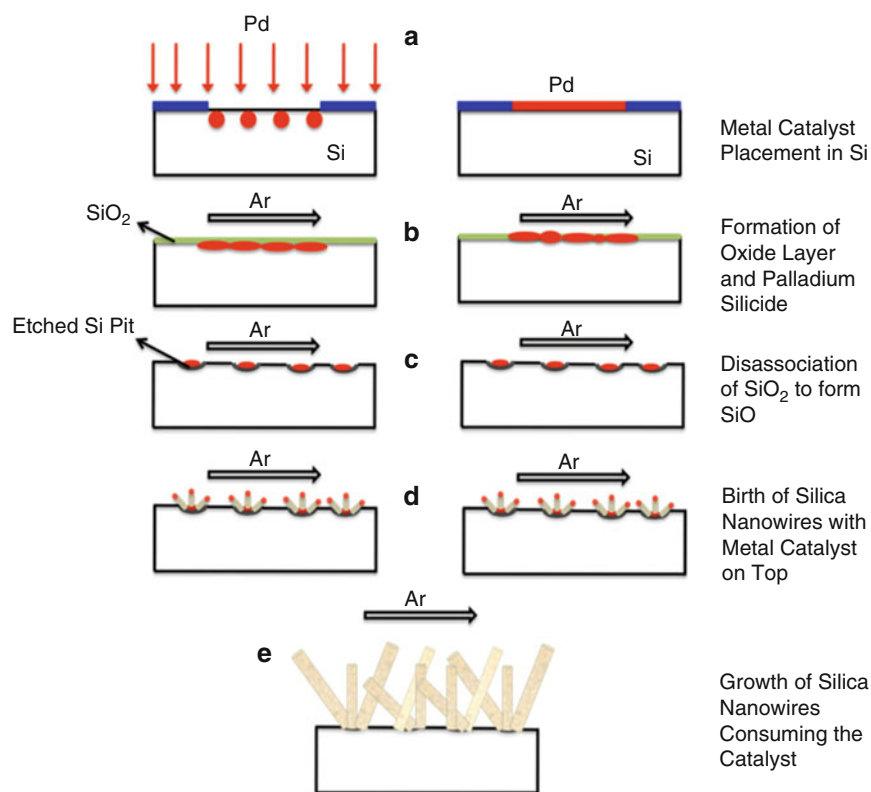 Pd
a
Pd
Si
Si
Metal Catalyst
Placement in Si
SiO₂
Ar
b
Ar
Formation of
Oxide Layer
and Palladium
Silicide
Etched Si Pit
Ar
c
Ar
Disassociation
of SiO₂ to form
SiO
Ar
d
Ar
Birth of Silica
Nanowires with
Metal Catalyst
on Top
Ar
e
Growth of Silica
Nanowires
Consuming the
Catalyst